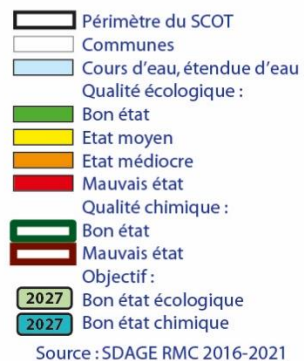 Périmètre du SCOT
Communes
Cours d'eau, étendue d'eau
Qualité écologique :
Bon état
Etat moyen
Etat médiocre
Mauvais état
Qualité chimique :
Bon état
Mauvais état
Objectif :
2027 Bon état écologique
2027 Bon état chimique
Source : SDAGE RMC 2016-2021